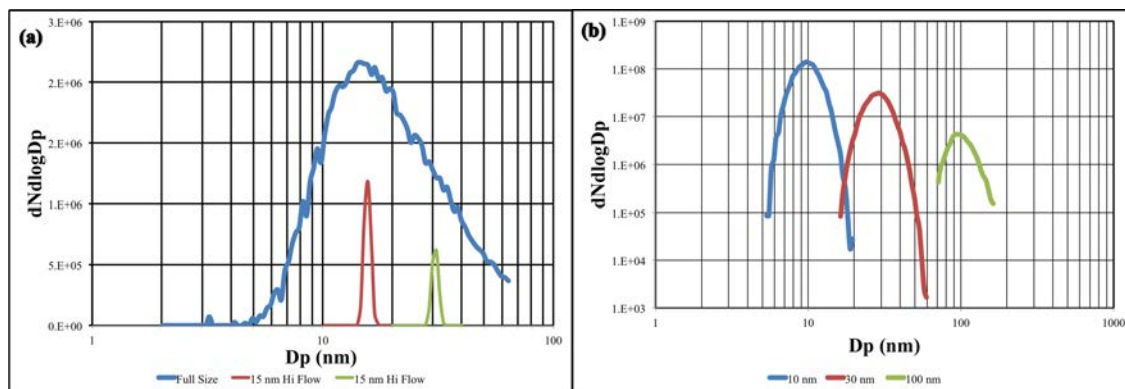 (a)
3.E+06
2.E+06
2.E+06
1.E+06
5.E+05
0.E+00
dNdlogDp
1 10 100
Dp (nm)
Full Size 15 nm Hi Flow 15 nm Hi Flow
(b)
1.E+09
1.E+08
1.E+07
1.E+06
1.E+05
1.E+04
1.E+03
dNdlogDp
1 10 100 1000
Dp (nm)
10 nm 30 nm 100 nm